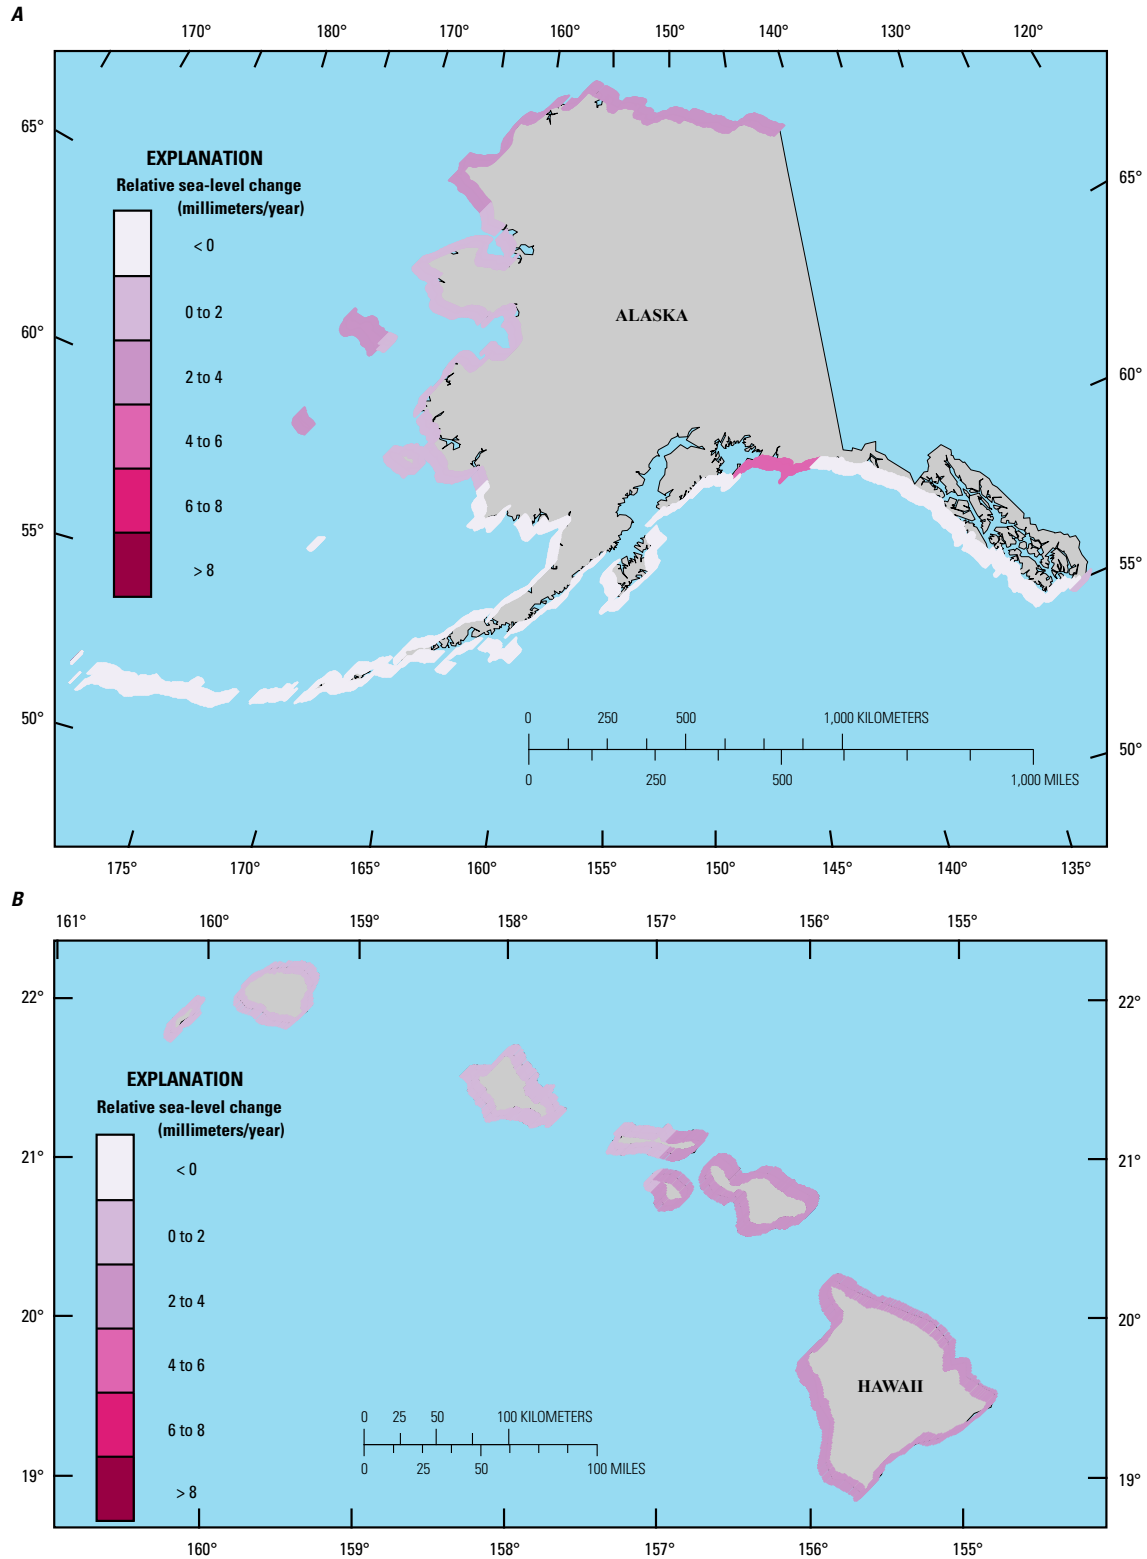 A
170° 180° 170° 160° 150° 140° 130° 120°
65°
EXPLANATION
Relative sea-level change
(millimeters/year)
< 0
0 to 2
2 to 4
4 to 6
6 to 8
> 8
60°
55°
50°
65°
60°
55°
50°
ALASKA
0 250 500 1,000 KILOMETERS
0 250 500 1,000 MILES
175° 170° 165° 160° 155° 150° 145° 140° 135°
B
161° 160° 159° 158° 157° 156° 155°
22°
21°
20°
19°
22°
21°
20°
19°
EXPLANATION
Relative sea-level change
(millimeters/year)
< 0
0 to 2
2 to 4
4 to 6
6 to 8
> 8
HAWAII
0 25 50 100 KILOMETERS
0 25 50 100 MILES
160° 159° 158° 157° 156° 155°